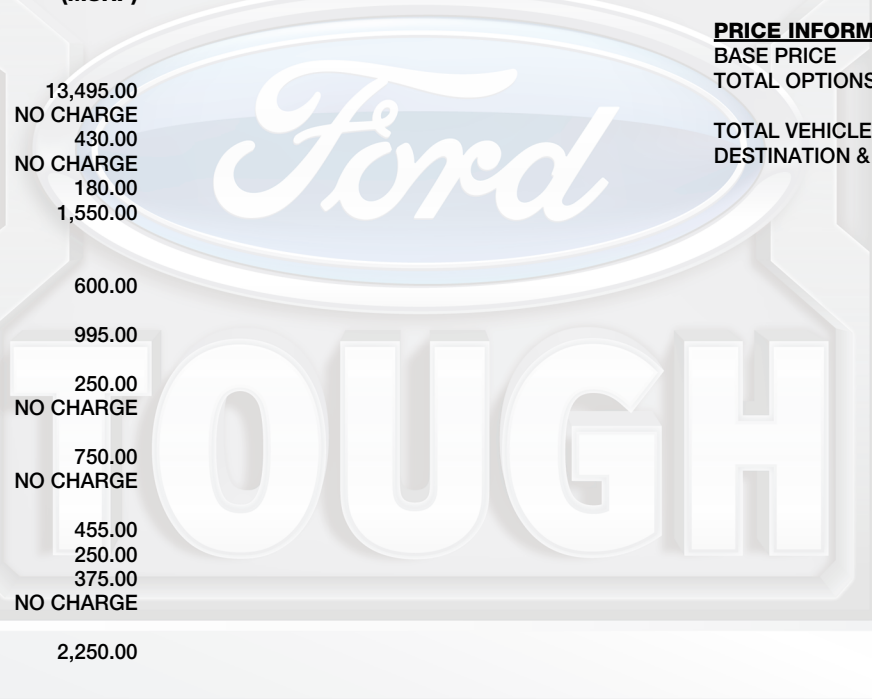 13,495.00
NO CHARGE
430.00
NO CHARGE
180.00
1,550.00
600.00
995.00
250.00
NO CHARGE
750.00
NO CHARGE
455.00
250.00
375.00
NO CHARGE
2,250.00
PRICE INFORM
BASE PRICE
TOTAL OPTIONS
TOTAL VEHICLE
DESTINATION &
Ford
TOUGH